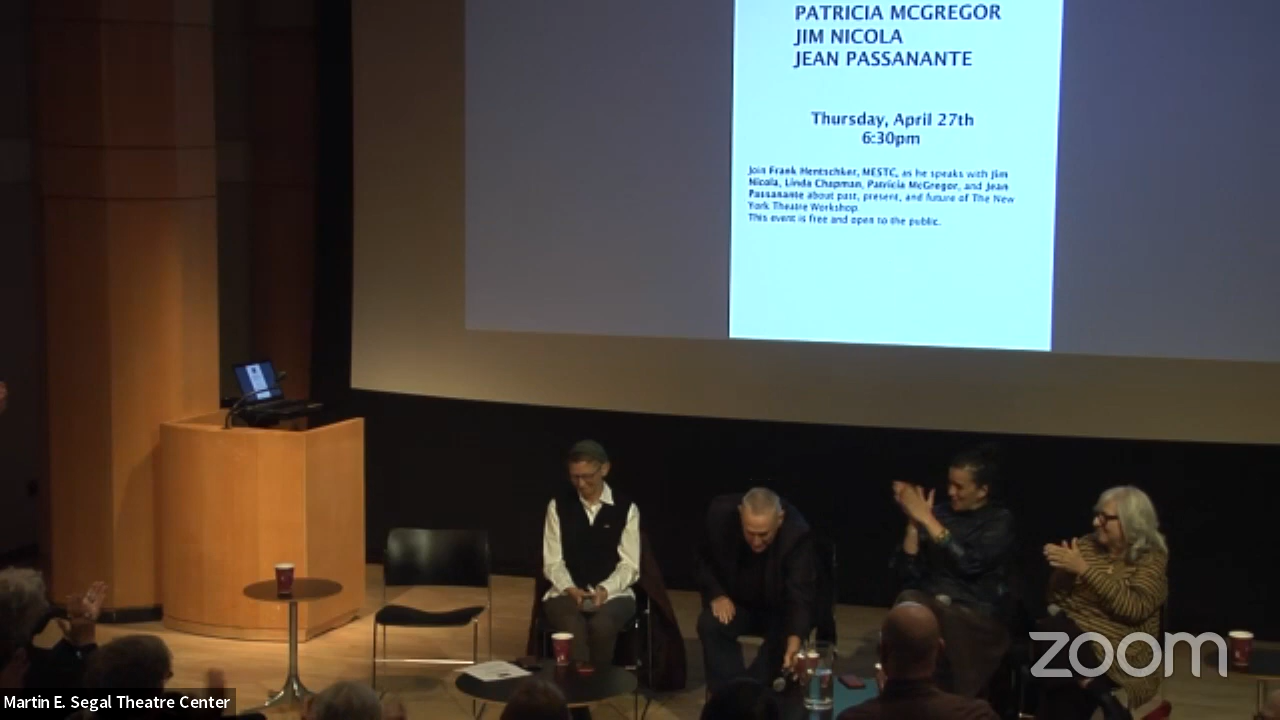 PATRICIA MCGREGOR
JIM NICOLA
JEAN PASSANANTE
Thursday, April 27th
6:30pm
Join Frank Hentschker, MESTC, as he speaks with Jim
Nicola, Linda Chapman, Patricia McGregor, and Jean
Passanante about past, present, and future of The New
York Theatre Workshop.
This event is free and open to the public.
zoom
Martin E. Segal Theatre Center